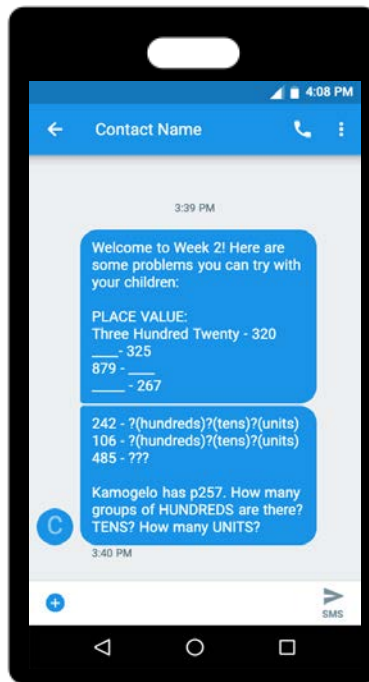 4:08 PM
Contact Name
3:39 PM
Welcome to Week 2! Here are
some problems you can try with
your children:
PLACE VALUE:
Three Hundred Twenty - 320
____- 325
879 - ____
_____ - 267
242 - ?(hundreds)?(tens)?(units)
106 - ?(hundreds)?(tens)?(units)
485 - ???
Kamogelo has p257. How many
groups of HUNDREDS are there?
TENS? How many UNITS?
C
3:40 PM
SMS